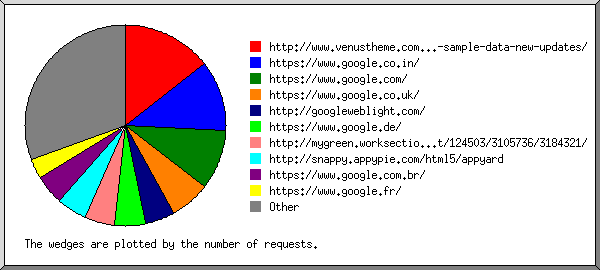 http://www.venustheme.com...-sample-data-new-updates/
https://www.google.co.in/
https://www.google.com/
https://www.google.co.uk/
http://googleweblight.com/
https://www.google.de/
http://mygreen.worksectio...t/124503/3105736/3184321/
http://snappy.appypie.com/html5/appyard
https://www.google.com.br/
https://www.google.fr/
Other
The wedges are plotted by the number of requests.